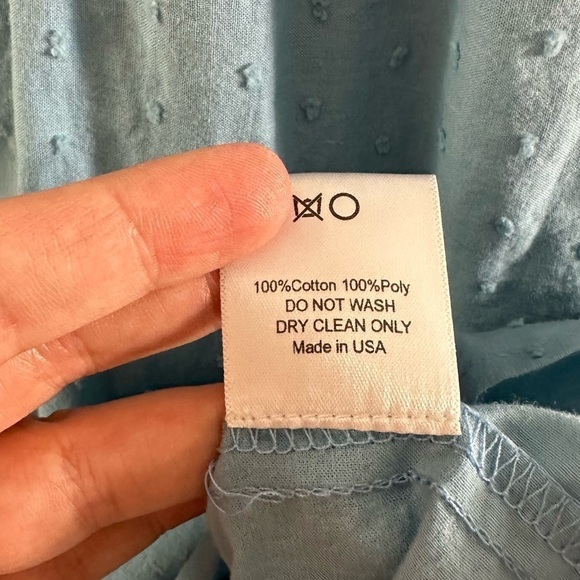 100%Cotton 100%Poly
DO NOT WASH
DRY CLEAN ONLY
Made in USA